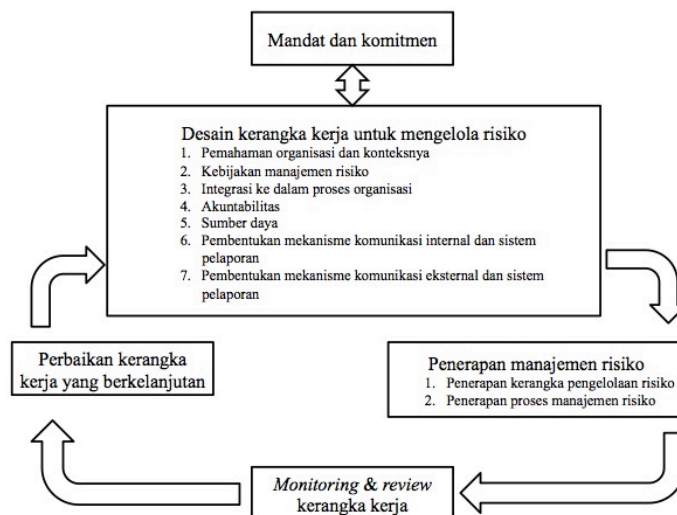 Mandat dan komitmen
Desain kerangka kerja untuk mengelola risiko
1. Pemahaman organisasi dan konteksnya
2. Kebijakan manajemen risiko
3. Integrasi ke dalam proses organisasi
4. Akuntabilitas
5. Sumber daya
6. Pembentukan mekanisme komunikasi internal dan sistem
pelaporan
7. Pembentukan mekanisme komunikasi eksternal dan sistem
pelaporan
Perbaikan kerangka
kerja yang berkelanjutan
Penerapan manajemen risiko
1. Penerapan kerangka pengelolaan risiko
2. Penerapan proses manajemen risiko
Monitoring & review
kerangka kerja